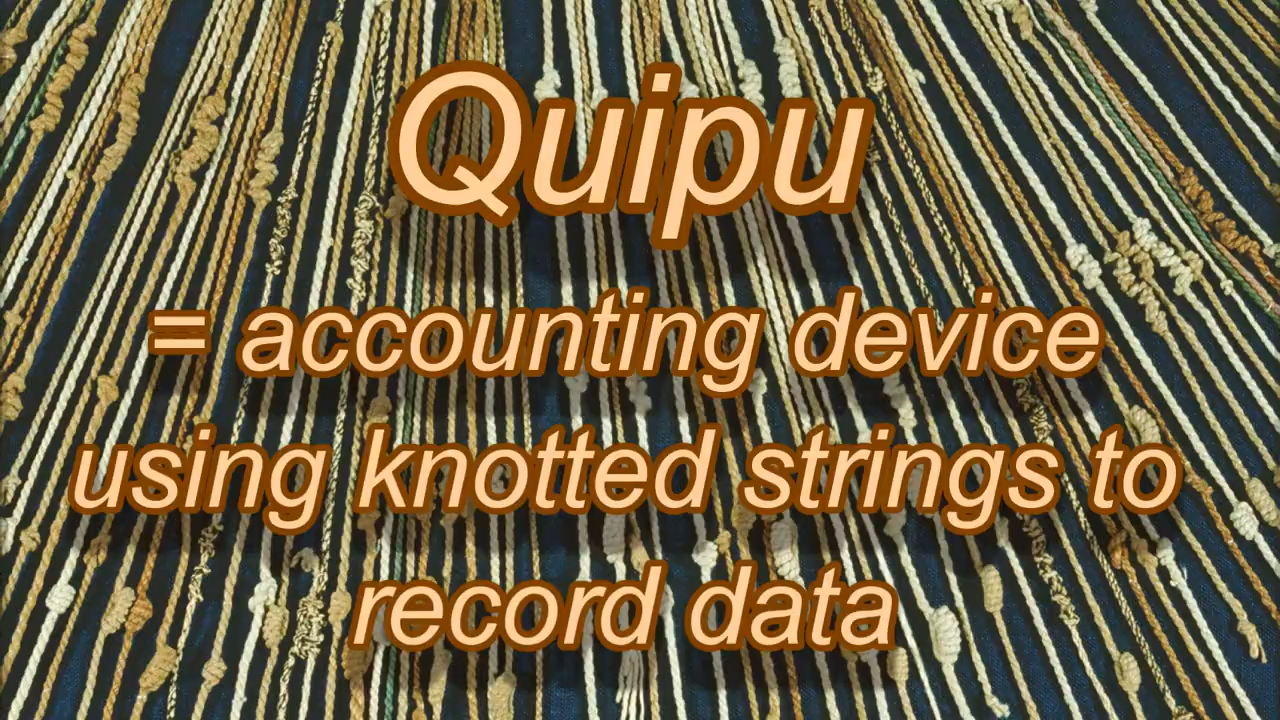 Quipu
= accounting device
using knotted strings to
record data